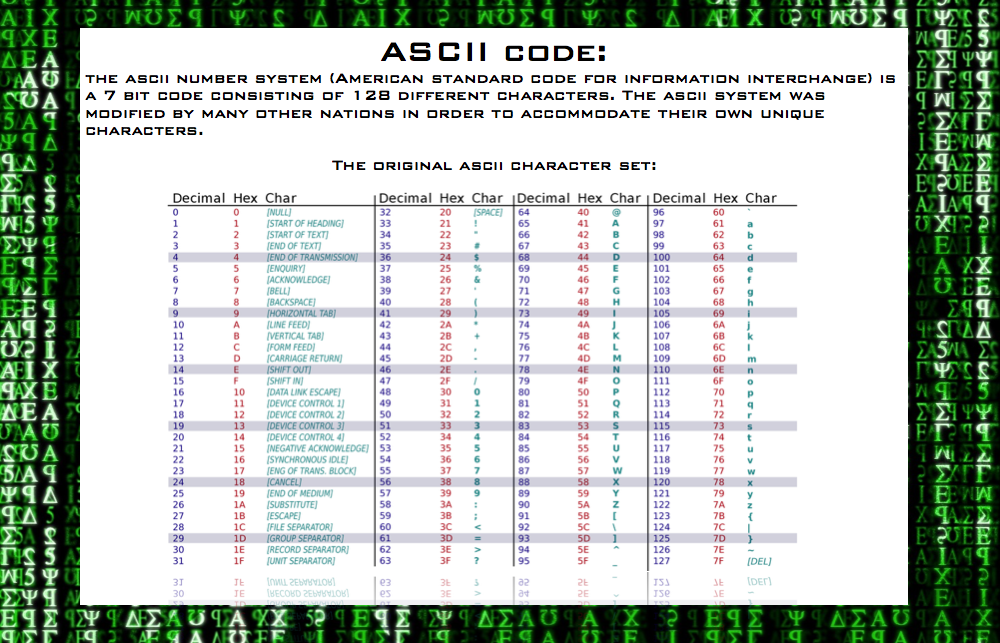 ASCII CODE:
THE ASCII NUMBER SYSTEM (AMERICAN STANDARD CODE FOR INFORMATION INTERCHANGE) IS
A 7 BIT CODE CONSISTING OF 128 DIFFERENT CHARACTERS. THE ASCII SYSTEM WAS
MODIFIED BY MANY OTHER NATIONS IN ORDER TO ACCOMMODATE THEIR OWN UNIQUE
CHARACTERS.
THE ORIGINAL ASCII CHARACTER SET:
Decimal Hex Char Decimal Hex Char Decimal Hex Char Decimal Hex Char
0 0 [NULL] 32 20 [SPACE] 64 40 @ 96 60 `
1 1 [START OF HEADING] 33 21 ! 65 41 A 97 61 a
2 2 [START OF TEXT] 34 22 " 66 42 B 98 62 b
3 3 [END OF TEXT] 35 23 # 67 43 C 99 63 c
4 4 [END OF TRANSMISSION] 36 24 $ 68 44 D 100 64 d
5 5 [ENQUIRY] 37 25 % 69 45 E 101 65 e
6 6 [ACKNOWLEDGE] 38 26 & 70 46 F 102 66 f
7 7 [BELL] 39 27 ' 71 47 G 103 67 g
8 8 [BACKSPACE] 40 28 ( 72 48 H 104 68 h
9 9 [HORIZONTAL TAB] 41 29 ) 73 49 I 105 69 i
10 A [LINE FEED] 42 2A * 74 4A J 106 6A j
11 B [VERTICAL TAB] 43 2B + 75 4B K 107 6B k
12 C [FORM FEED] 44 2C , 76 4C L 108 6C l
13 D [CARRIAGE RETURN] 45 2D - 77 4D M 109 6D m
14 E [SHIFT OUT] 46 2E . 78 4E N 110 6E n
15 F [SHIFT IN] 47 2F / 79 4F O 111 6F o
16 10 [DATA LINK ESCAPE] 48 30 0 80 50 P 112 70 p
17 11 [DEVICE CONTROL 1] 49 31 1 81 51 Q 113 71 q
18 12 [DEVICE CONTROL 2] 50 32 2 82 52 R 114 72 r
19 13 [DEVICE CONTROL 3] 51 33 3 83 53 S 115 73 s
20 14 [DEVICE CONTROL 4] 52 34 4 84 54 T 116 74 t
21 15 [NEGATIVE ACKNOWLEDGE] 53 35 5 85 55 U 117 75 u
22 16 [SYNCHRONOUS IDLE] 54 36 6 86 56 V 118 76 v
23 17 [ENG OF TRANS. BLOCK] 55 37 7 87 57 W 119 77 w
24 18 [CANCEL] 56 38 8 88 58 X 120 78 x
25 19 [END OF MEDIUM] 57 39 9 89 59 Y 121 79 y
26 1A [SUBSTITUTE] 58 3A : 90 5A Z 122 7A z
27 1B [ESCAPE] 59 3B ; 91 5B [ 123 7B {
28 1C [FILE SEPARATOR] 60 3C < 92 5C \ 124 7C |
29 1D [GROUP SEPARATOR] 61 3D = 93 5D ] 125 7D }
30 1E [RECORD SEPARATOR] 62 3E > 94 5E ^ 126 7E ~
31 1F [UNIT SEPARATOR] 63 3F ? 95 5F _ 127 7F [DEL]